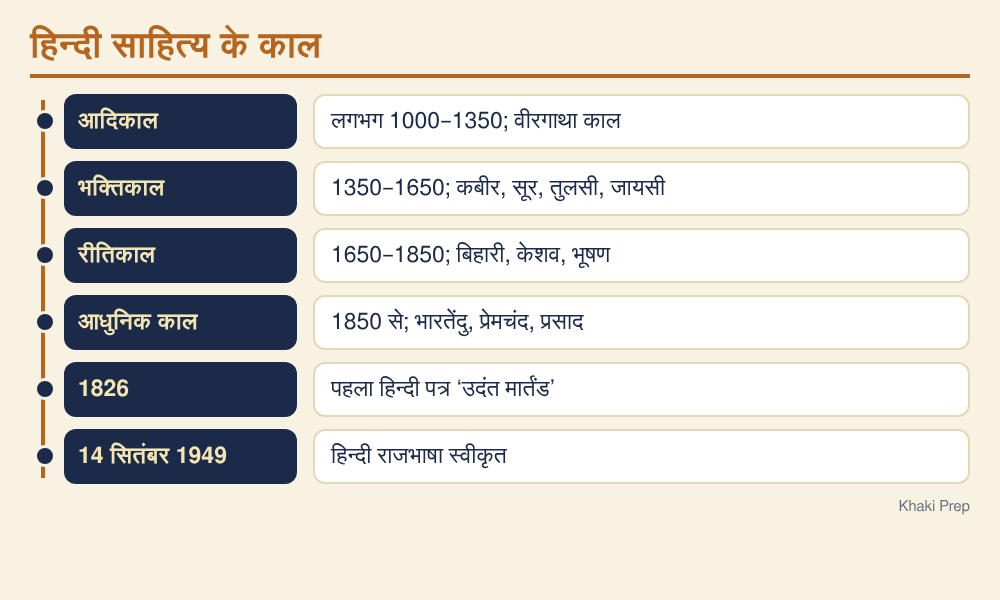 हिन्दी साहित्य के काल
आदिकाल
लगभग 1000–1350; वीरगाथा काल
भक्तिकाल
1350–1650; कबीर, सूर, तुलसी, जायसी
रीतिकाल
1650–1850; बिहारी, केशव, भूषण
आधुनिक काल
1850 से; भारतेंदु, प्रेमचंद, प्रसाद
1826
पहला हिन्दी पत्र ‘उदंत मार्तंड’
14 सितंबर 1949
हिन्दी राजभाषा स्वीकृत
Khaki Prep